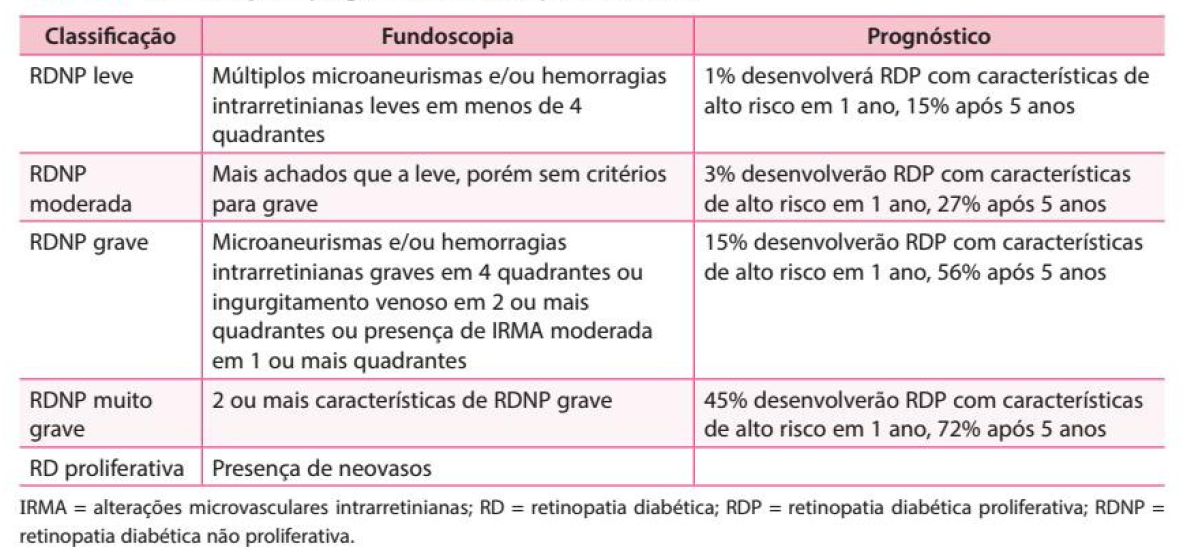 Classificação Fundoscopia Prognóstico
RDNP leve
Múltiplos microaneurismas e/ou hemorragias
intrarretinianas leves em menos de 4
quadrantes
1% desenvolverá RDP com características de
alto risco em 1 ano, 15% após 5 anos
RDNP
moderada
Mais achados que a leve, porém sem critérios
para grave
3% desenvolverão RDP com características
de alto risco em 1 ano, 27% após 5 anos
RDNP grave
Microaneurismas e/ou hemorragias
intrarretinianas graves em 4 quadrantes ou
ingurgitamento venoso em 2 ou mais
quadrantes ou presença de IRMA moderada
em 1 ou mais quadrantes
15% desenvolverão RDP com características
de alto risco em 1 ano, 56% após 5 anos
RDNP muito
grave
2 ou mais características de RDNP grave
45% desenvolverão RDP com características
de alto risco em 1 ano, 72% após 5 anos
RD proliferativa
Presença de neovasos
IRMA = alterações microvasculares intrarretinianas; RD = retinopatia diabética; RDP = retinopatia diabética proliferativa; RDNP =
retinopatia diabética não proliferativa.